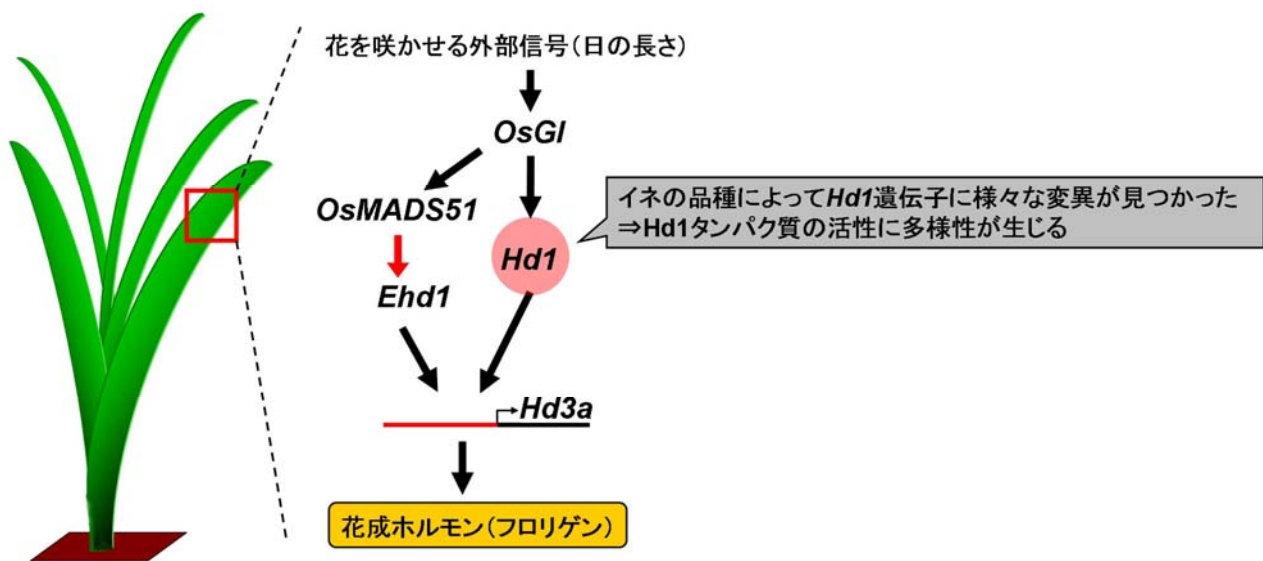 花を咲かせる外部信号(日の長さ)
OsGI
OsMADS51
Hd1
イネの品種によってHd1遺伝子に様々な変異が見つかった
⇒Hd1タンパク質の活性に多様性が生じる
Ehd1
Hd3a
花成ホルモン(フロリゲン)